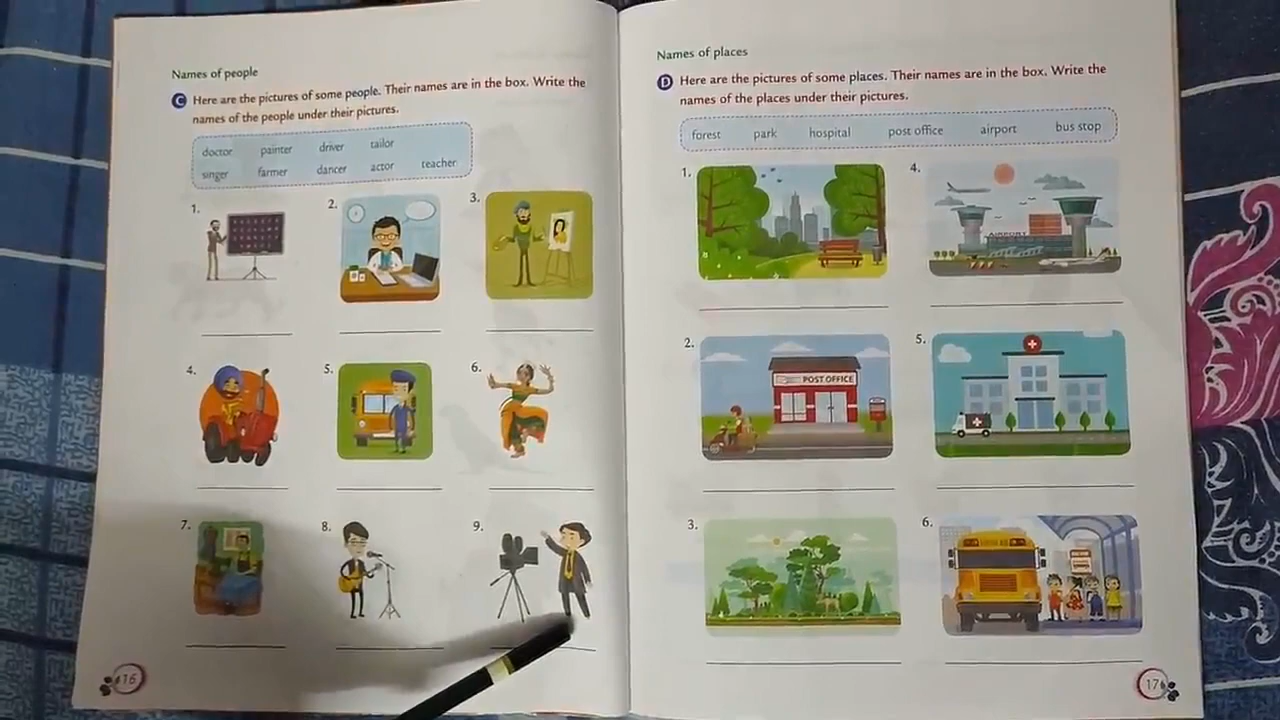 Names of people
C Here are the pictures of some people. Their names are in the box. Write the
names of the people under their pictures.
doctor painter driver tailor
singer farmer dancer actor teacher
1. 2. 3.
4. 5. 6.
7. 8. 9.
16
Names of places
D Here are the pictures of some places. Their names are in the box. Write the
names of the places under their pictures.
forest park hospital post office airport bus stop
1. 4.
AIRPORT
2. 5.
POST OFFICE
3. 6.
17